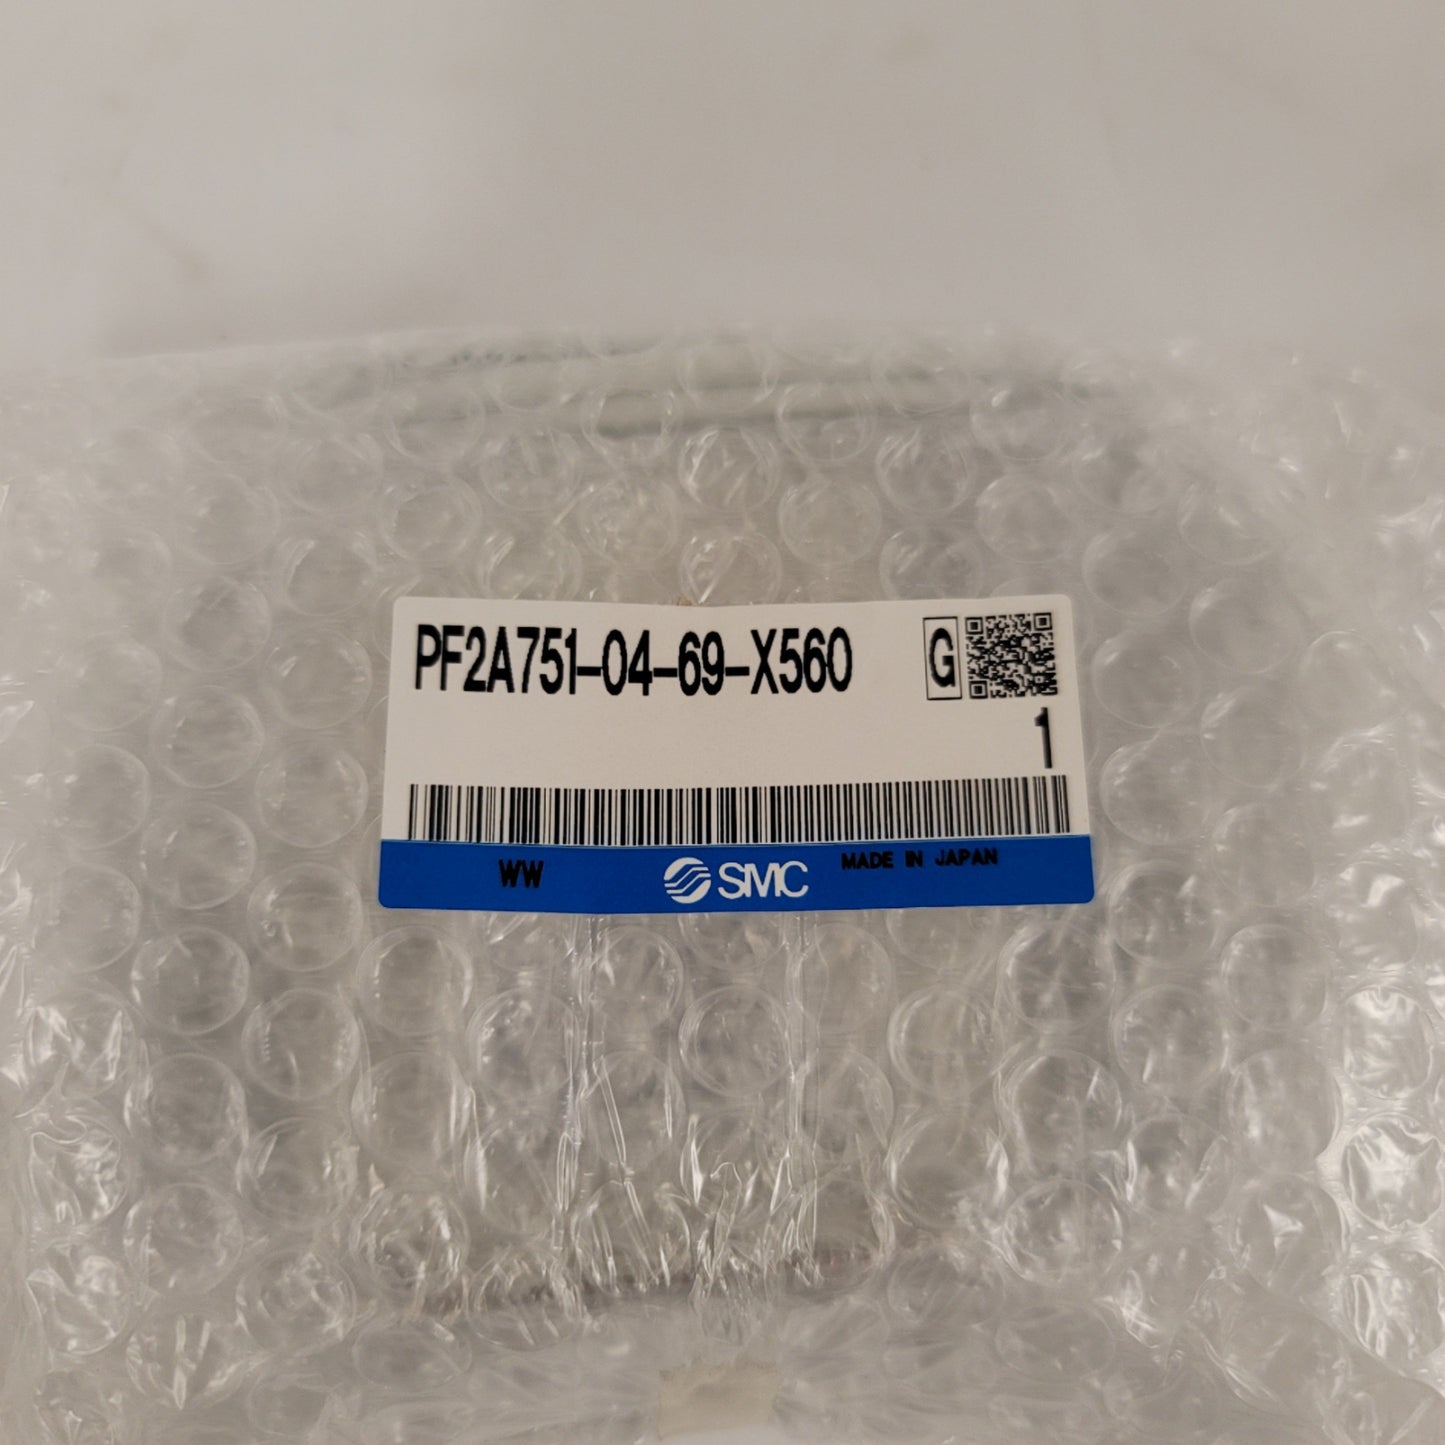 PF2A751-04-69-X560 G
1
WW SMC MADE IN JAPAN